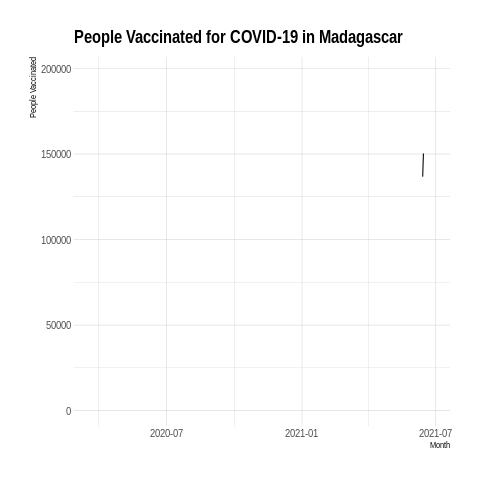 People Vaccinated for COVID-19 in Madagascar
People Vaccinated
200000
150000
100000
50000
0
2020-07 2021-01 2021-07
Month